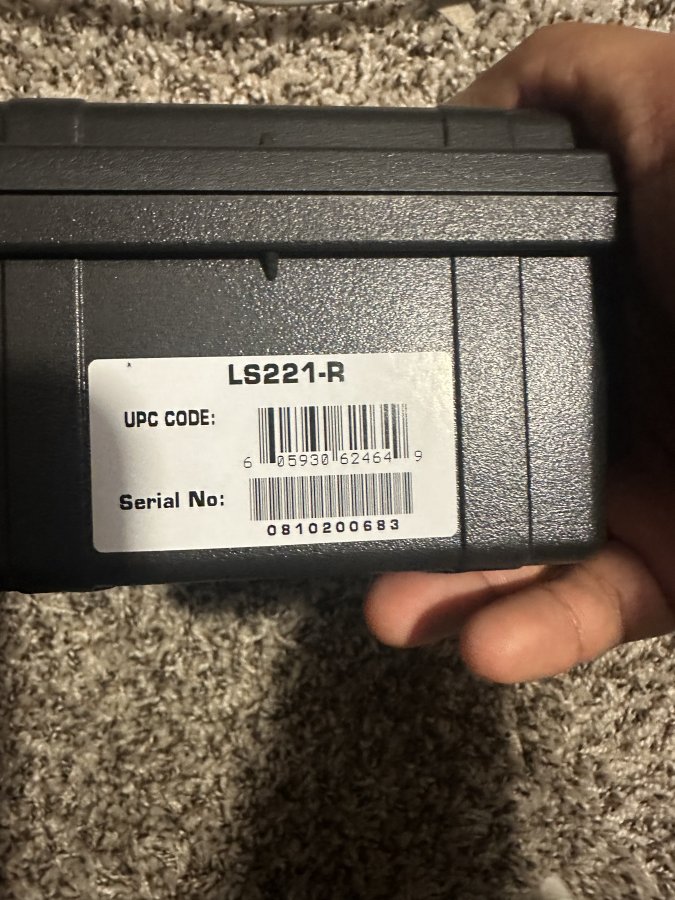 LS221-R
UPC CODE:
6 05930 62464 9
Serial No:
0810200683